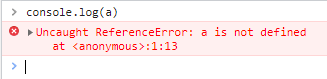 console.log(a)
Uncaught ReferenceError: a is not defined
at <anonymous>:1:13